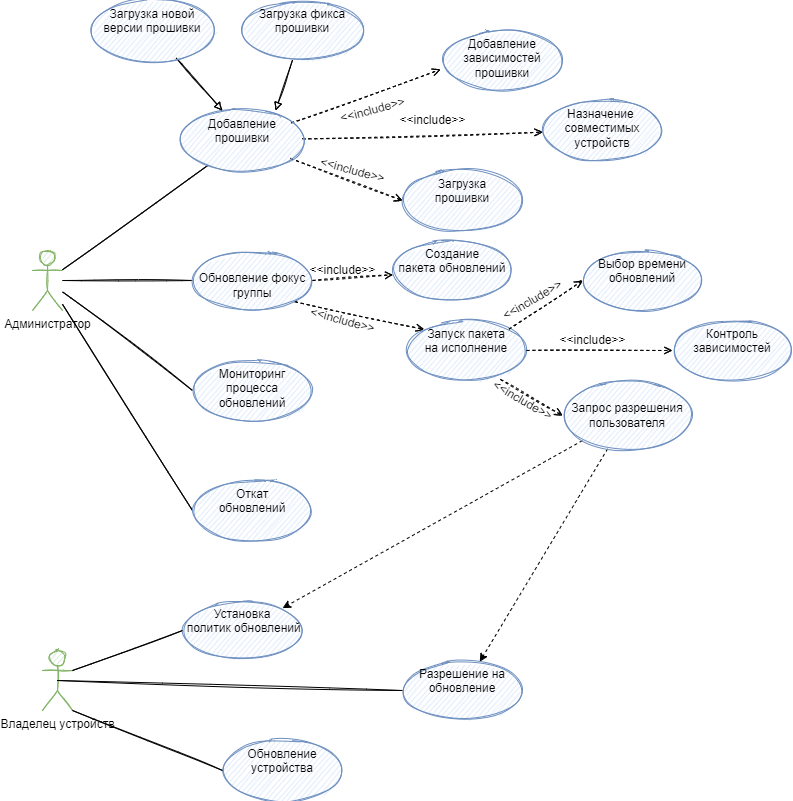 Загрузка новой
версии прошивки
Загрузка фикса
прошивки
Добавление
зависимостей
прошивки
<<include>>
<<include>>
Назначение
совместимых
устройств
Добавление
прошивки
<<include>>
Загрузка
прошивки
Администратор
Обновление фокус
группы
<<include>>
Создание
пакета обновлений
<<include>>
Запуск пакета
на исполнение
<<include>>
Выбор времени
обновлений
<<include>>
Контроль
зависимостей
<<include>>
Запрос разрешения
пользователя
Мониторинг
процесса
обновлений
Откат
обновлений
Установка
политик обновлений
Разрешение на
обновление
Владелец устройств
Обновление
устройства